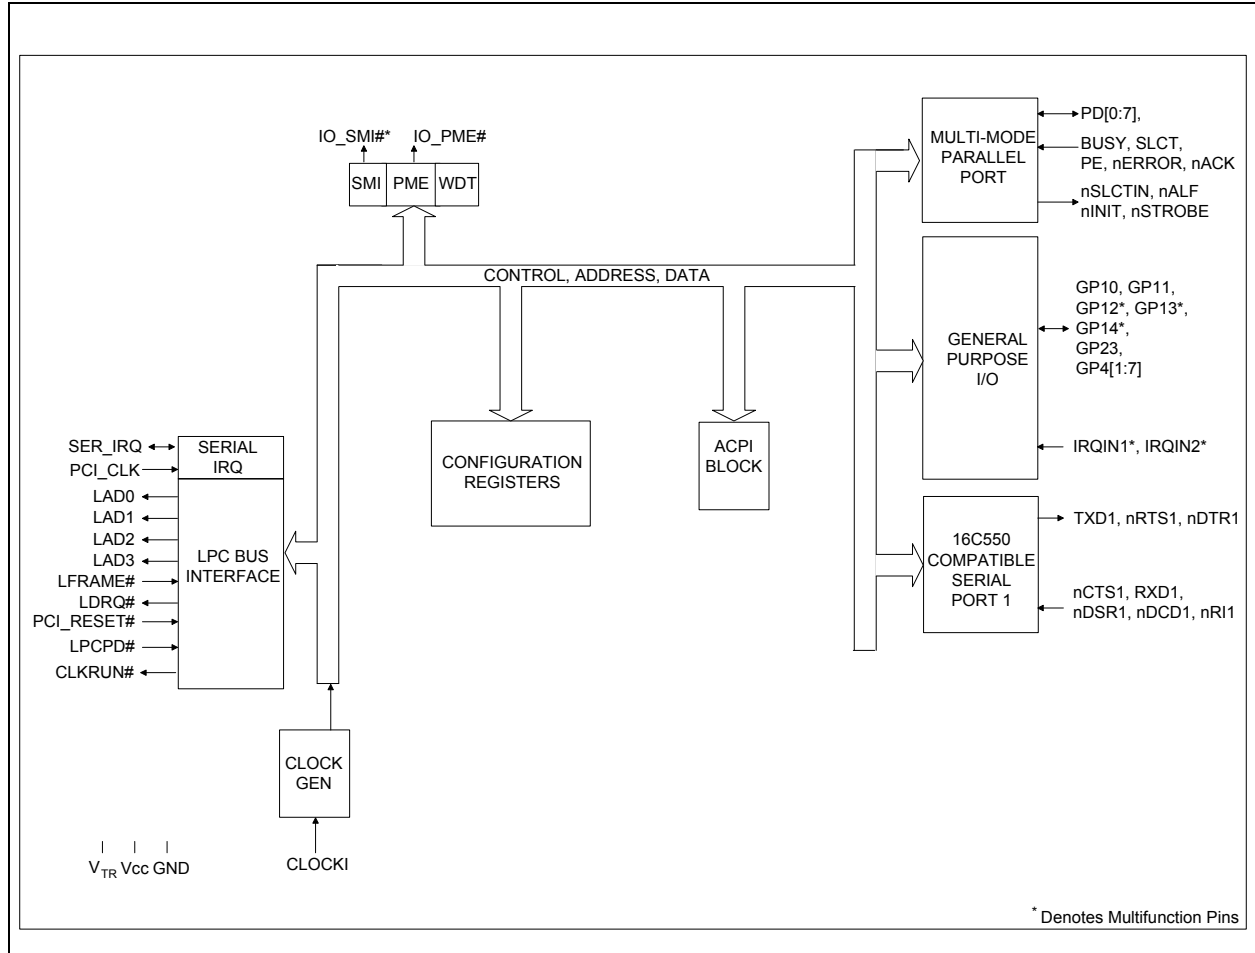 IO_SMI#* IO_PME#
SMI PME WDT
CONTROL, ADDRESS, DATA
MULTI-MODE
PARALLEL
PORT
PD[0:7],
BUSY, SLCT,
PE, nERROR, nACK
nSLCTIN, nALF
nINIT, nSTROBE
GENERAL
PURPOSE
I/O
GP10, GP11,
GP12*, GP13*,
GP14*,
GP23,
GP4[1:7]
IRQIN1*, IRQIN2*
16C550
COMPATIBLE
SERIAL
PORT 1
TXD1, nRTS1, nDTR1
nCTS1, RXD1,
nDSR1, nDCD1, nRI1
CONFIGURATION
REGISTERS
ACPI
BLOCK
SER_IRQ
PCI_CLK
SERIAL
IRQ
LAD0
LAD1
LAD2
LAD3
LFRAME#
LDRQ#
PCI_RESET#
LPCPD#
CLKRUN#
LPC BUS
INTERFACE
CLOCK
GEN
CLOCKI
VTR Vcc GND
* Denotes Multifunction Pins